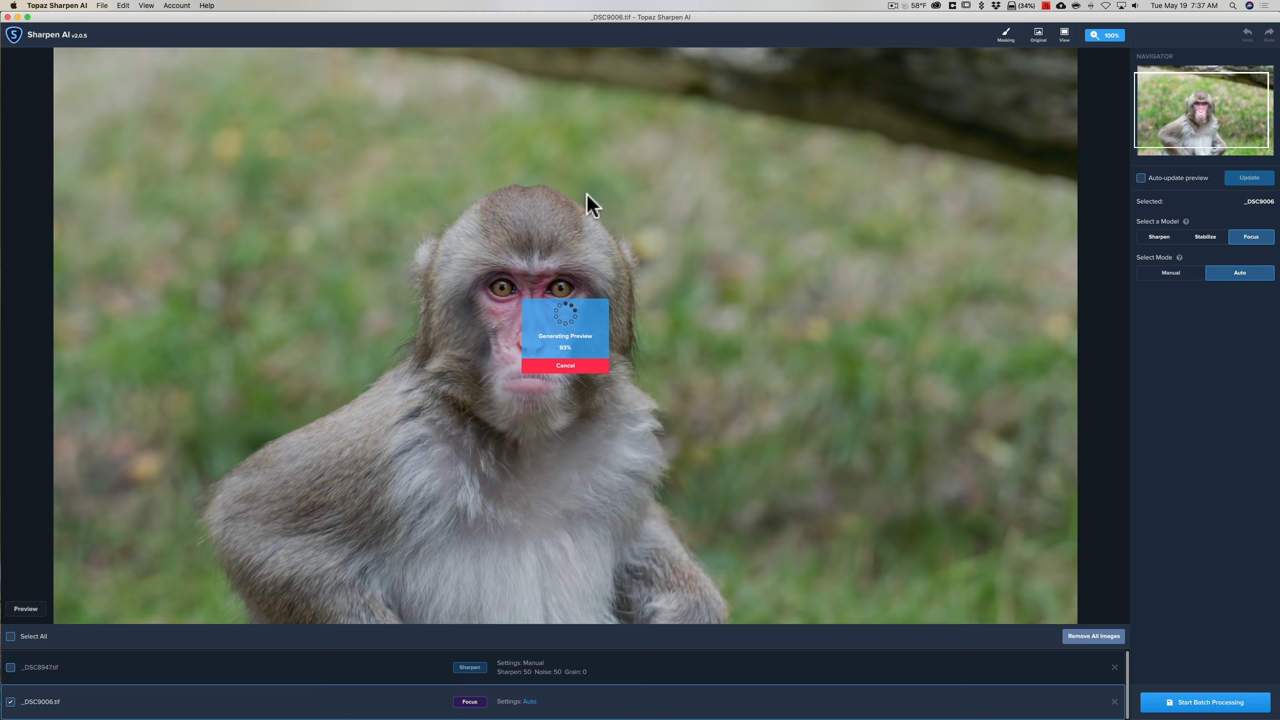 Topaz Sharpen AI File Edit View Account Help 58°F (34%) Tue May 19 7:37 AM
_DSC9006.tif - Topaz Sharpen AI
Sharpen AI v2.0.5 Masking Original View 100% Undo Redo
NAVIGATOR
Auto-update preview Update
Selected: _DSC9006
Select a Model ?
Sharpen Stabilize Focus
Select Mode ?
Manual Auto
Generating Preview
93%
Cancel
Preview
Select All Remove All Images
_DSC8947.tif Sharpen Settings: Manual
Sharpen: 50 Noise: 50 Grain: 0
_DSC9006.tif Focus Settings: Auto
Start Batch Processing